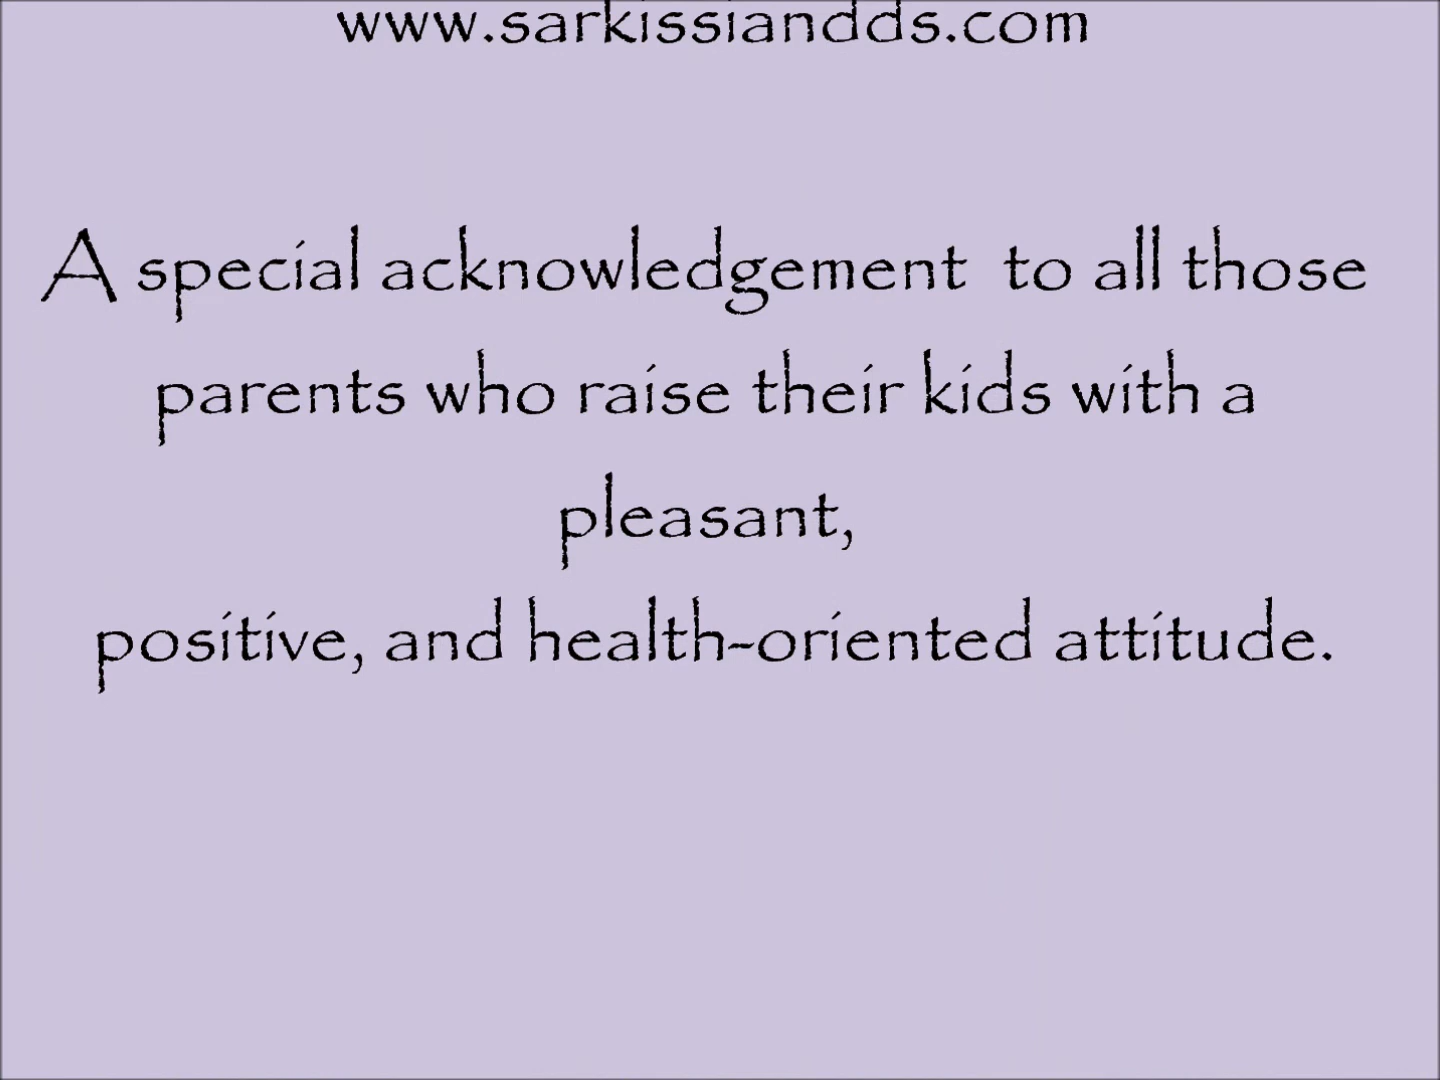 www.sarkissiandds.com
A special acknowledgement to all those
parents who raise their kids with a
pleasant,
positive, and health-oriented attitude.